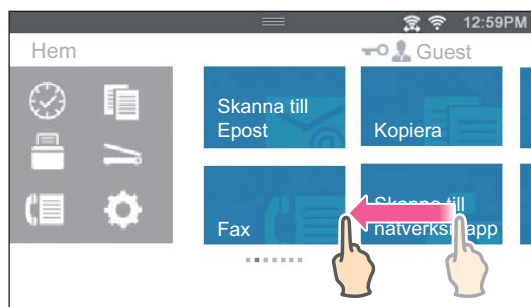 12:59PM
Hem
Guest
Skanna till
Epost
Kopiera
Fax
Skanna till
nätverksmapp